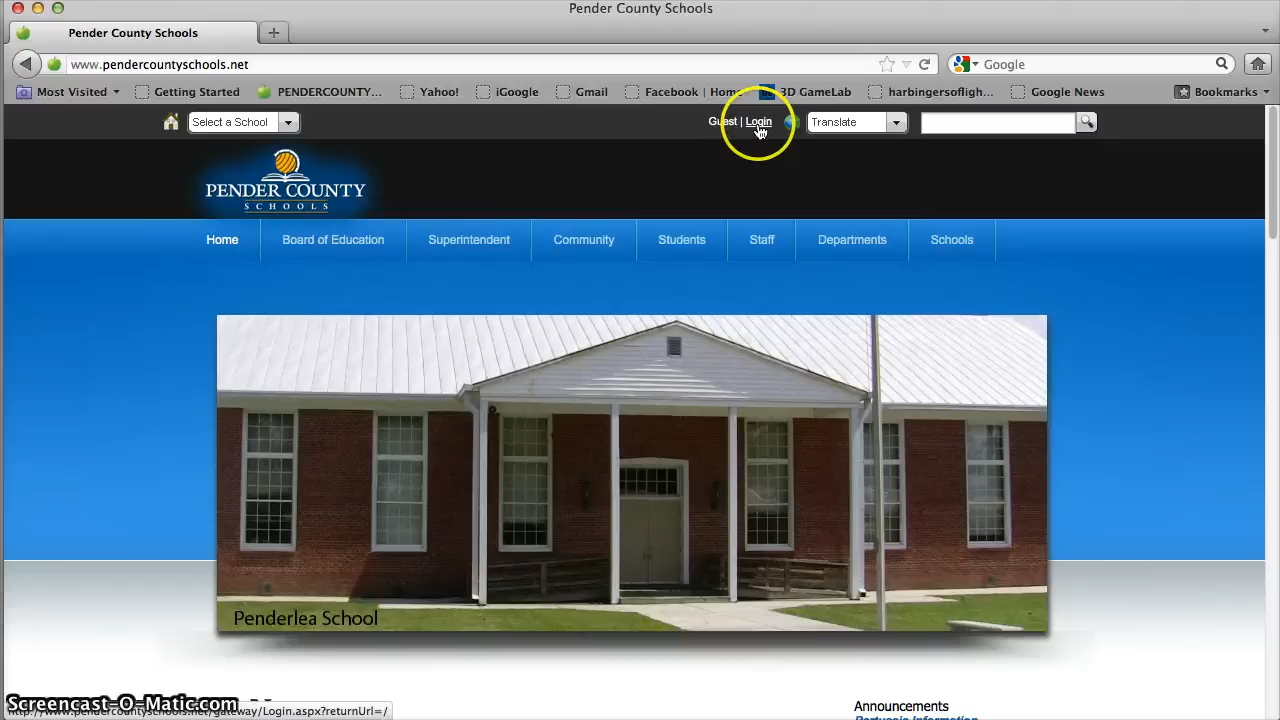 Pender County Schools
Pender County Schools
www.pendercountyschools.net
Google
Most Visited
Getting Started
PENDERCOUNTY...
Yahoo!
iGoogle
Gmail
Facebook | Home
3D GameLab
harbingersofligh...
Google News
Bookmarks
Select a School
Guest | Login
Translate
PENDER COUNTY
SCHOOLS
Home
Board of Education
Superintendent
Community
Students
Staff
Departments
Schools
Penderlea School
Screencast-O-Matic.com
http://www.pendercountyschools.net/gateway/Login.aspx?returnUrl=/
Announcements
Pertussis Information